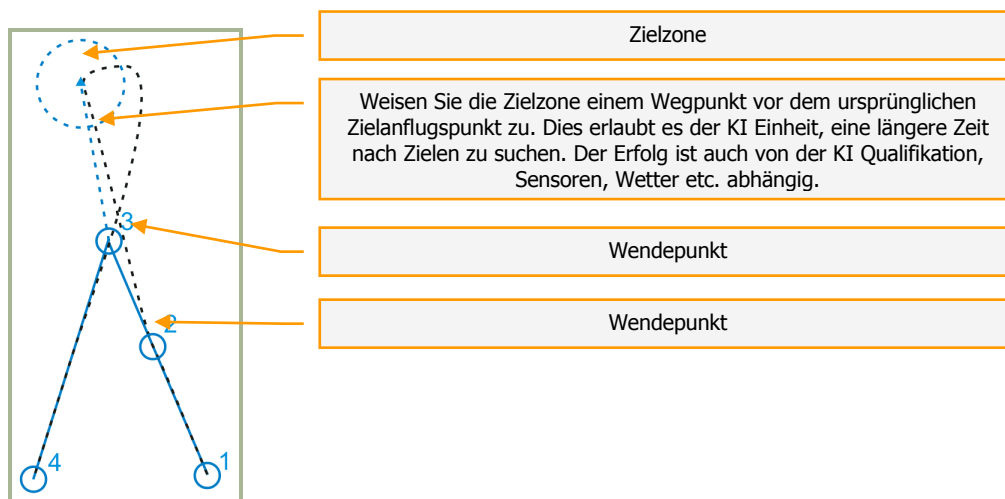 Zielzone
Weisen Sie die Zielzone einem Wegpunkt vor dem ursprünglichen
Zielanflugspunkt zu. Dies erlaubt es der KI Einheit, eine längere Zeit
nach Zielen zu suchen. Der Erfolg ist auch von der KI Qualifikation,
Sensoren, Wetter etc. abhängig.
3
Wendepunkt
2
Wendepunkt
4
1